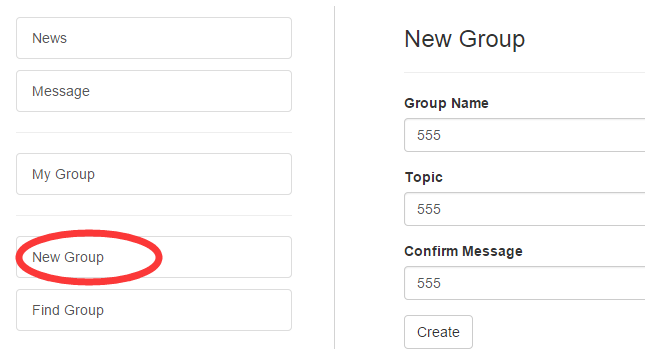 News
Message
My Group
New Group
Find Group
New Group
Group Name
555
Topic
555
Confirm Message
555
Create